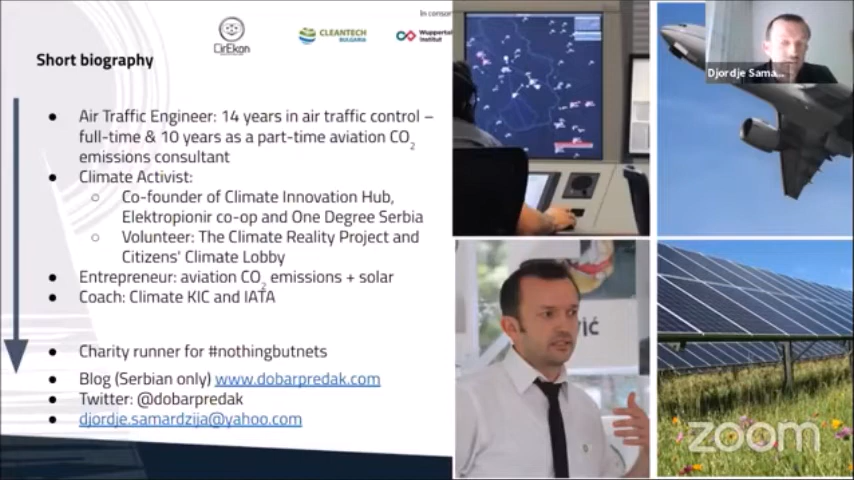 In consor
CirEkon
CLEANTECH
BULGARIA
Wuppertal
Institut
Short biography
Djordje Sama...
● Air Traffic Engineer: 14 years in air traffic control –
full-time & 10 years as a part-time aviation CO2
emissions consultant
● Climate Activist:
○ Co-founder of Climate Innovation Hub,
Elektropionir co-op and One Degree Serbia
○ Volunteer: The Climate Reality Project and
Citizens' Climate Lobby
● Entrepreneur: aviation CO2 emissions + solar
● Coach: Climate KIC and IATA
● Charity runner for #nothingbutnets
● Blog (Serbian only) www.dobarpredak.com
● Twitter: @dobarpredak
● djordje.samardzija@yahoo.com
vić
zoom